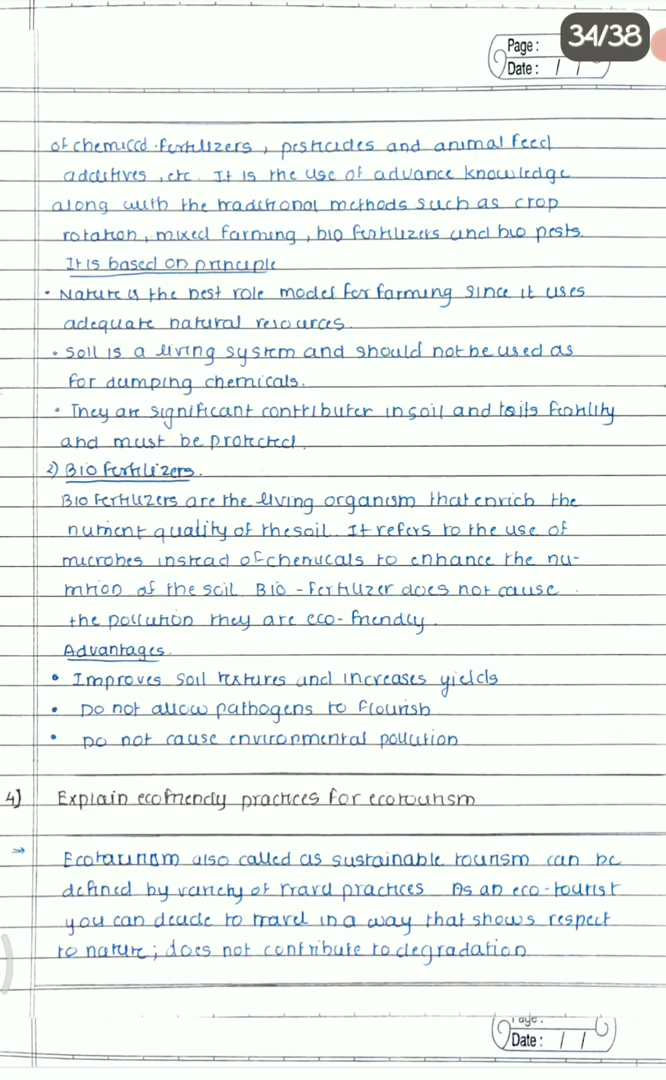 34/38
Page :
Date : / /
of chemical fertilizers, pesticides and animal feed
additives, etc. It is the use of advance knowledge
along with the traditional methods such as crop
rotation, mixed farming, bio fertilizers and bio pests.
It is based on principle
• Nature is the best role model for farming since it uses
adequate natural resources.
• Soil is a living system and should not be used as
for dumping chemicals.
• They are significant contributer in soil and to its fertility
and must be protected.
2) Bio fertilizers.
Bio fertilizers are the living organism that enrich the
nutrient quality of the soil. It refers to the use of
microbes instead of chemicals to enhance the nu-
trition of the soil. Bio-fertilizer does not cause
the pollution they are eco-friendly.
Advantages.
• Improves soil textures and increases yields
• Do not allow pathogens to flourish
• Do not cause environmental pollution
4) Explain ecofriendly practices for ecotourism
→ Ecotourism also called as sustainable tourism can be
defined by variety of travel practices As an eco-tourist
you can decide to travel in a way that shows respect
to nature; does not contribute to degradation
Page :
Date : / /